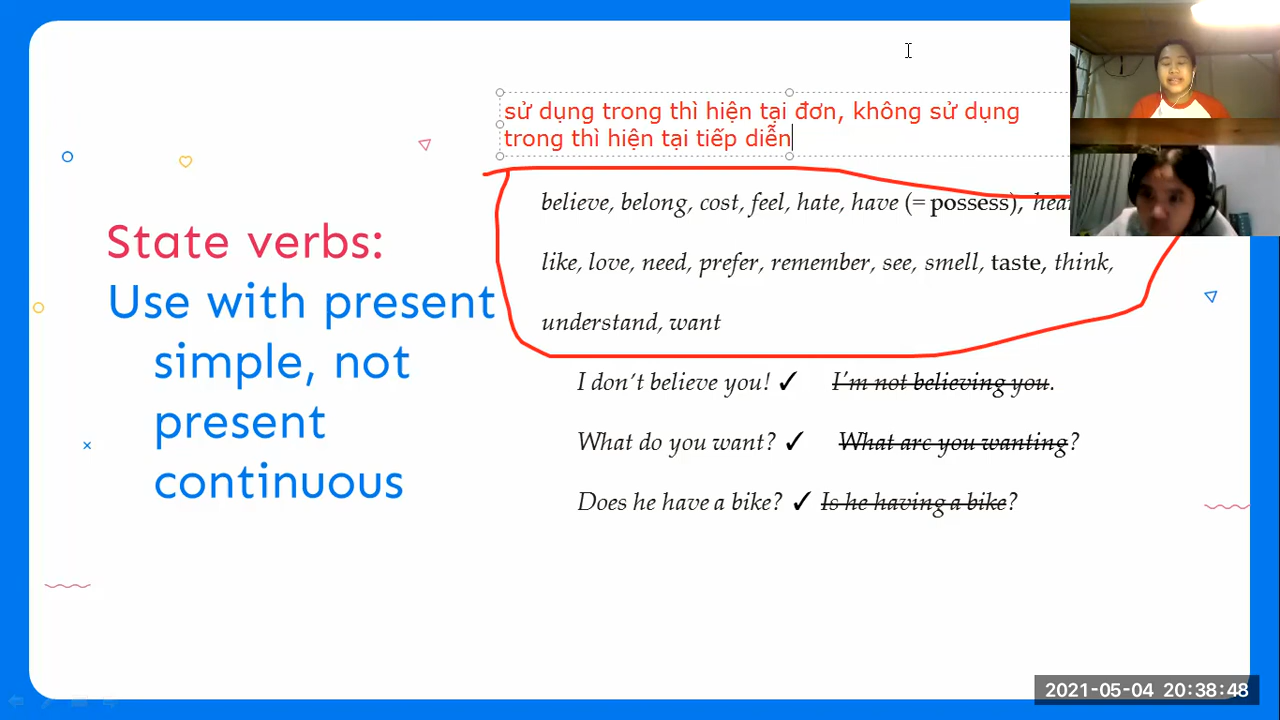 sử dụng trong thì hiện tại đơn, không sử dụng
trong thì hiện tại tiếp diễn
State verbs:
Use with present
simple, not
present
continuous
believe, belong, cost, feel, hate, have (= possess),
like, love, need, prefer, remember, see, smell, taste, think,
understand, want
I don't believe you! ✓ I'm not believing you.
What do you want? ✓ What are you wanting?
Does he have a bike? ✓ Is he having a bike?
2021-05-04 20:38:48